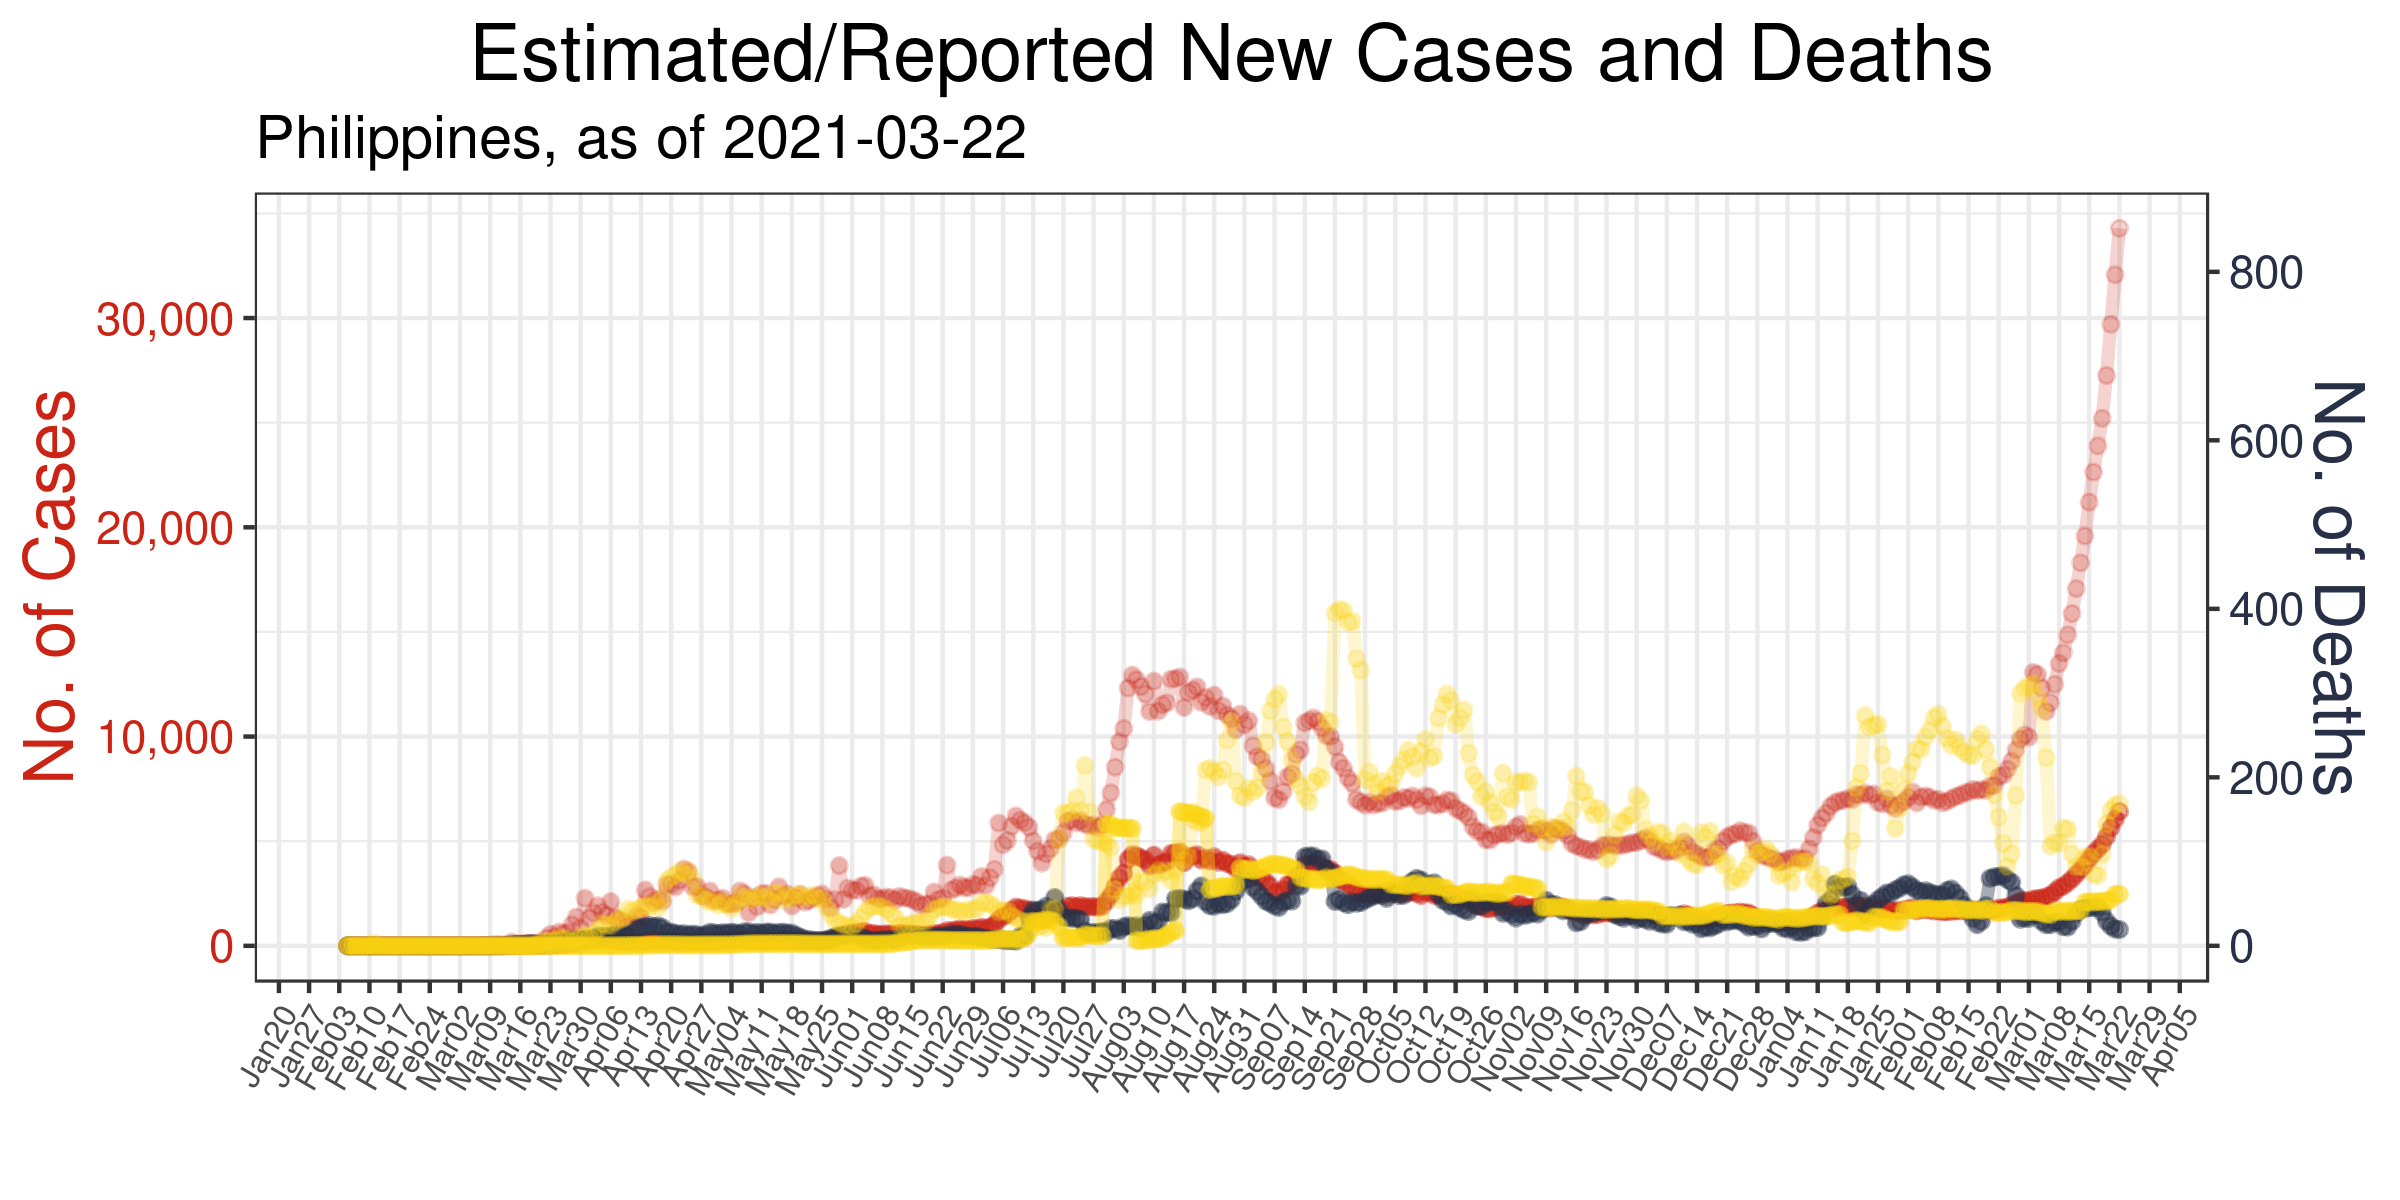 Estimated/Reported New Cases and Deaths
Philippines, as of 2021-03-22
No. of Cases
30,000
20,000
10,000
0
800
600
400
200
0
No. of Deaths
Jan20
Jan27
Feb03
Feb10
Feb17
Feb24
Mar02
Mar09
Mar16
Mar23
Mar30
Apr06
Apr13
Apr20
Apr27
May04
May11
May18
May25
Jun01
Jun08
Jun15
Jun22
Jun29
Jul06
Jul13
Jul20
Jul27
Aug03
Aug10
Aug17
Aug24
Aug31
Sep07
Sep14
Sep21
Sep28
Oct05
Oct12
Oct19
Oct26
Nov02
Nov09
Nov16
Nov23
Nov30
Dec07
Dec14
Dec21
Dec28
Dec04
Jan04
Jan11
Jan18
Jan25
Feb01
Feb08
Feb15
Feb22
Mar01
Mar08
Mar15
Mar22
Mar29
Apr05